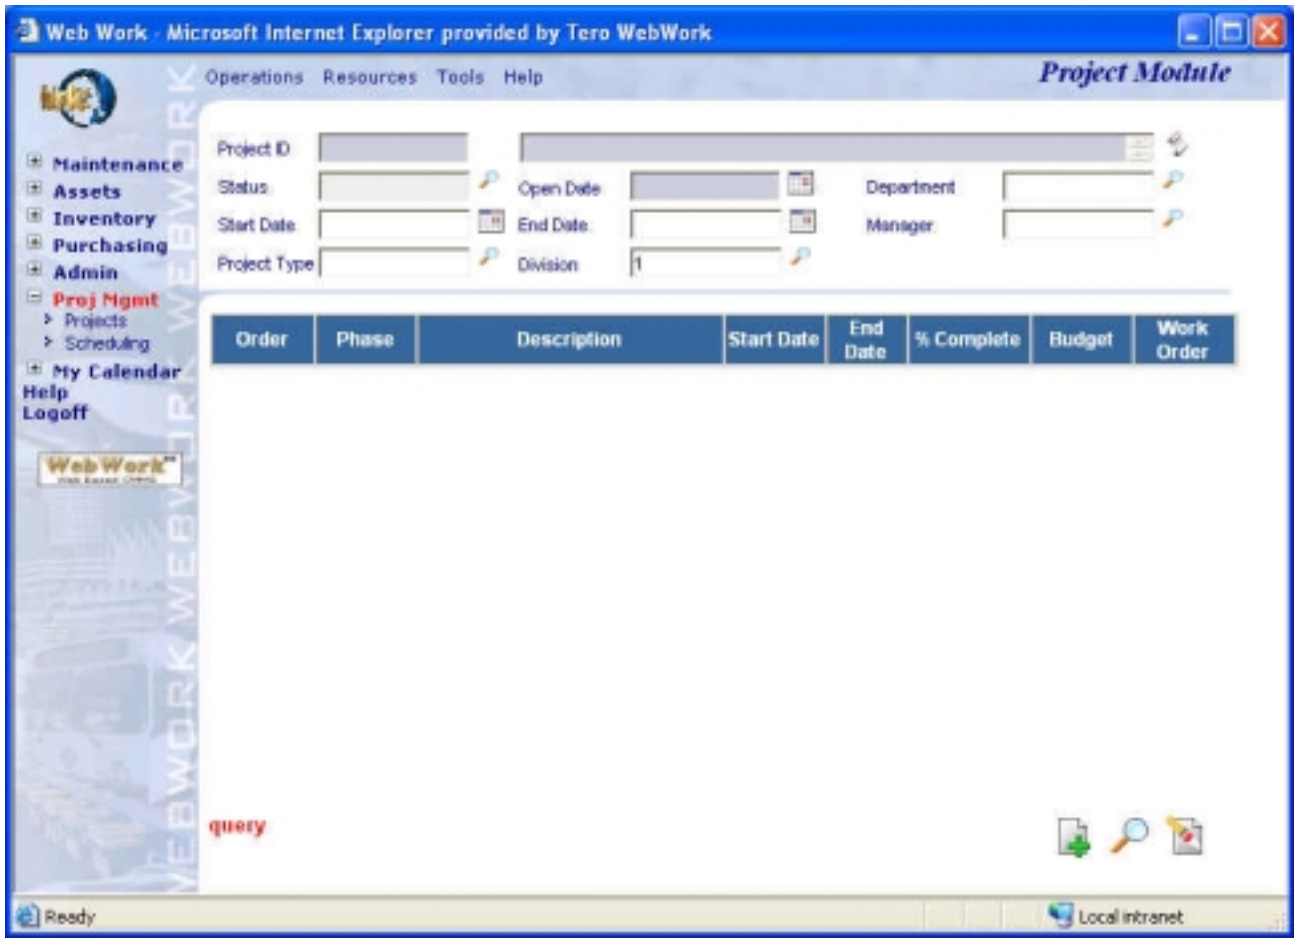 Web Work - Microsoft Internet Explorer provided by Tero WebWork
Operations Resources Tools Help
Project Module
Maintenance
Assets
Inventory
Purchasing
Admin
Proj Mgmt
Projects
Scheduling
My Calendar
Help
Logoff
WebWork
WEBWORK WEBWORK WEBWORK
Project ID
Status Open Date Department
Start Date End Date Manager
Project Type Division 1
Order Phase Description Start Date End Date % Complete Budget Work Order
query
Ready Local intranet